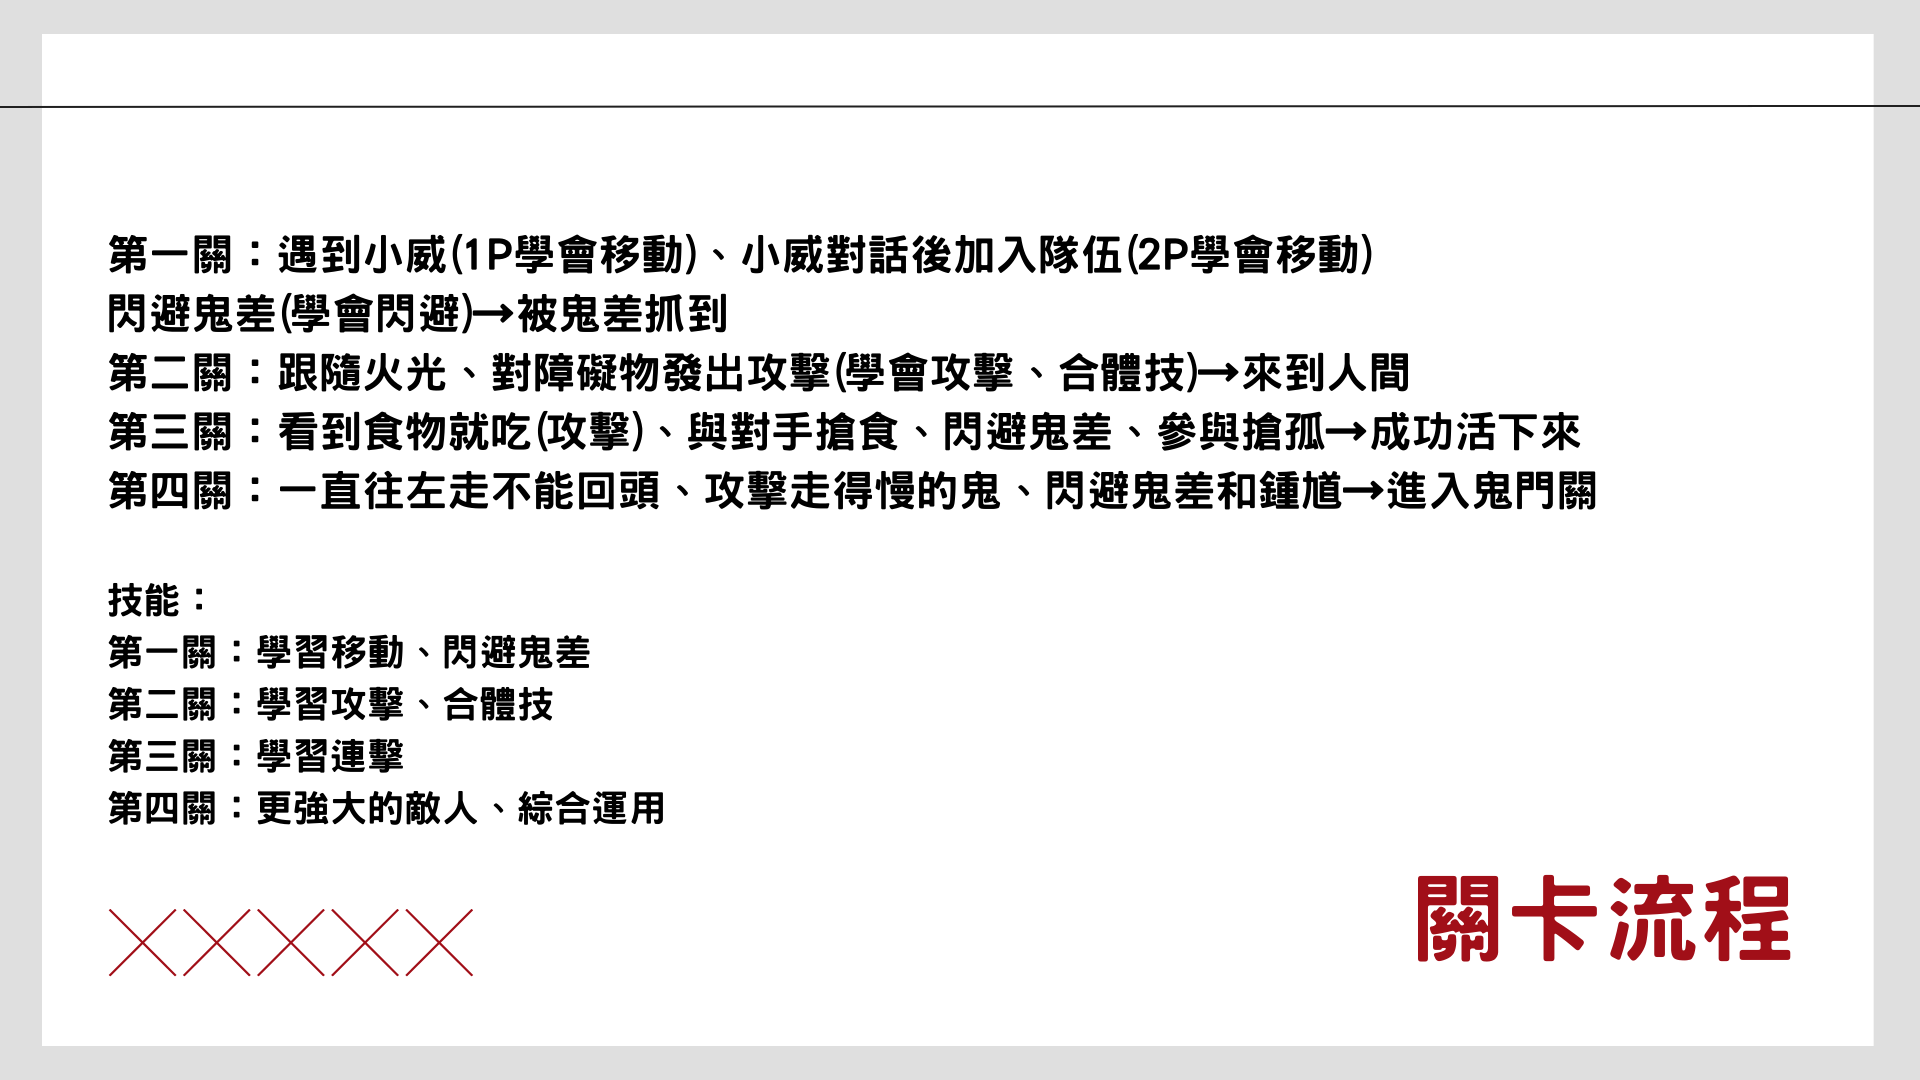 第一關：遇到小威(1P學會移動)、小威對話後加入隊伍(2P學會移動)
閃避鬼差(學會閃避)→被鬼差抓到
第二關：跟隨火光、對障礙物發出攻擊(學會攻擊、合體技)→來到人間
第三關：看到食物就吃(攻擊)、與對手搶食、閃避鬼差、參與搶孤→成功活下來
第四關：一直往左走不能回頭、攻擊走得慢的鬼、閃避鬼差和鍾馗→進入鬼門關
技能：
第一關：學習移動、閃避鬼差
第二關：學習攻擊、合體技
第三關：學習連擊
第四關：更強大的敵人、綜合運用
關卡流程